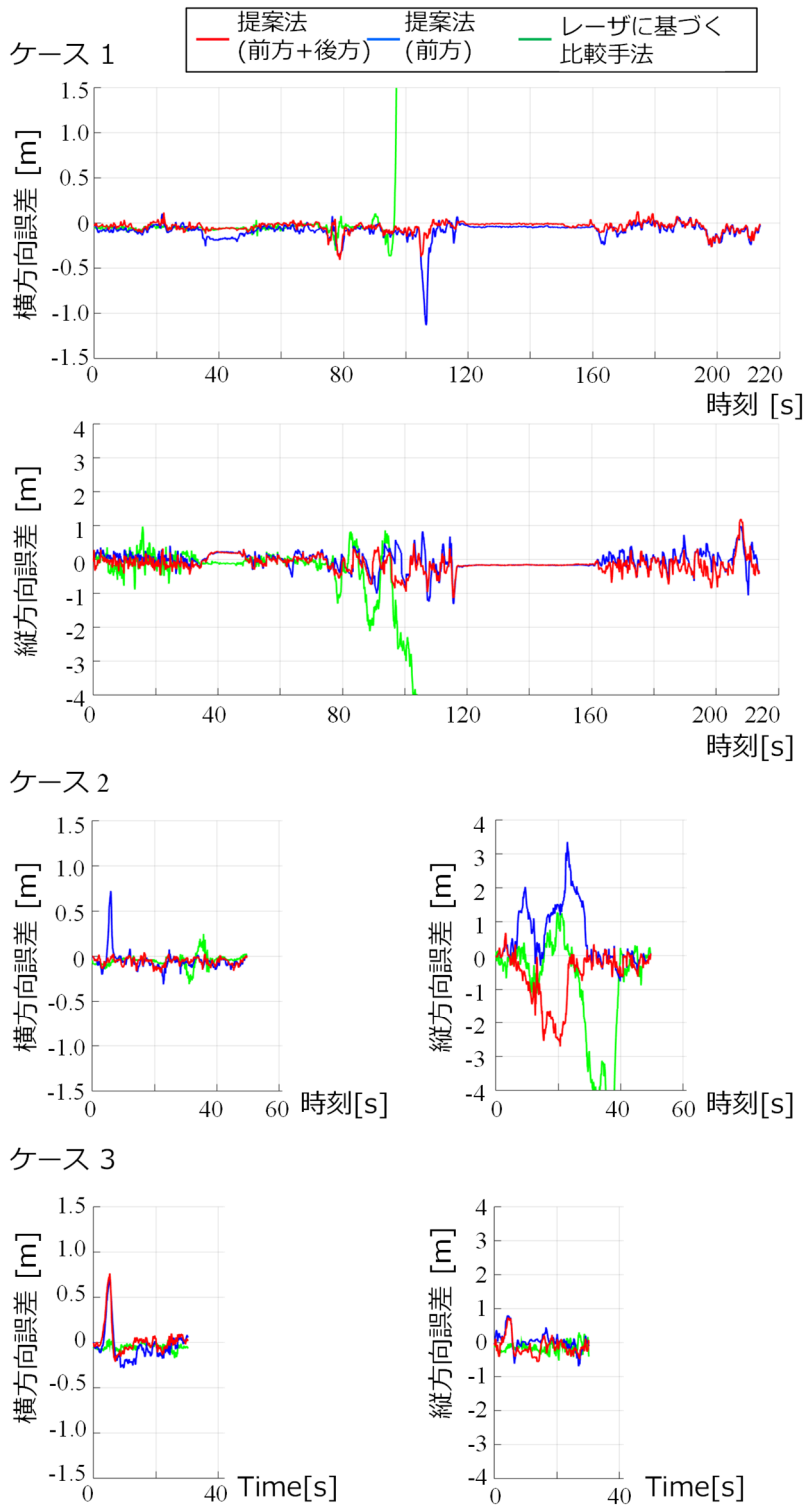 提案法
(前方+後方)
提案法
(前方)
レーザに基づく
比較手法
ケース 1
横方向誤差 [m]
1.5
1.0
0.5
0
-0.5
-1.0
-1.5
0 40 80 120 160 200 220
時刻 [s]
縦方向誤差 [m]
4
3
2
1
0
-1
-2
-3
-4
0 40 80 120 160 200 220
時刻[s]
ケース 2
横方向誤差 [m]
1.5
1.0
0.5
0
-0.5
-1.0
-1.5
0 40 60 時刻[s]
縦方向誤差 [m]
4
3
2
1
0
-1
-2
-3
-4
0 40 60 時刻[s]
ケース 3
横方向誤差 [m]
1.5
1.0
0.5
0
-0.5
-1.0
-1.5
0 40 Time[s]
縦方向誤差 [m]
4
3
2
1
0
-1
-2
-3
-4
0 40 Time[s]